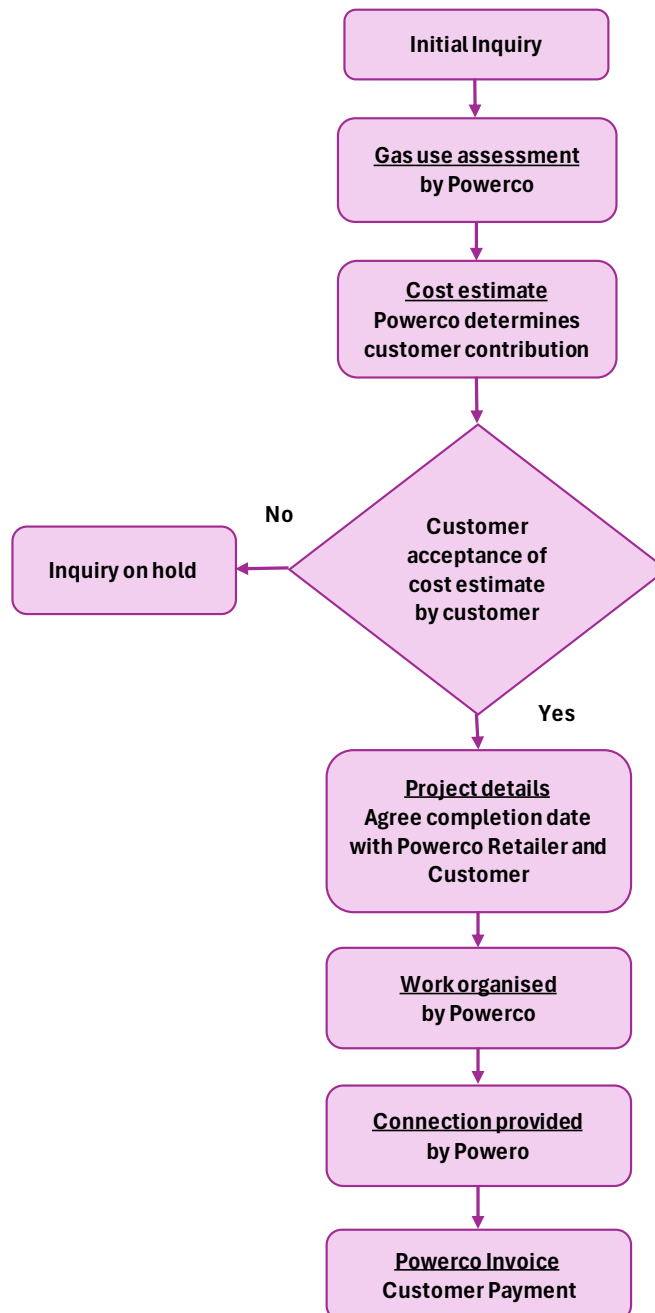 Initial Inquiry
Gas use assessment
by Powerco
Cost estimate
Powerco determines
customer contribution
No
Customer
acceptance of
cost estimate
by customer
Inquiry on hold
Yes
Project details
Agree completion date
with Powerco Retailer and
Customer
Work organised
by Powerco
Connection provided
by Powero
Powerco Invoice
Customer Payment